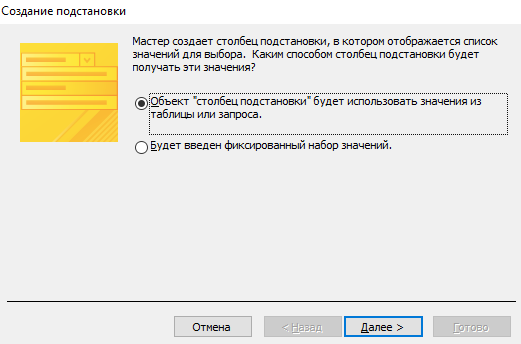 Создание подстановки
Мастер создает столбец подстановки, в котором отображается список
значений для выбора. Каким способом столбец подстановки будет
получать эти значения?
Объект "столбец подстановки" будет использовать значения из
таблицы или запроса.
Будет введен фиксированный набор значений.
Отмена
< Назад
Далее >
Готово